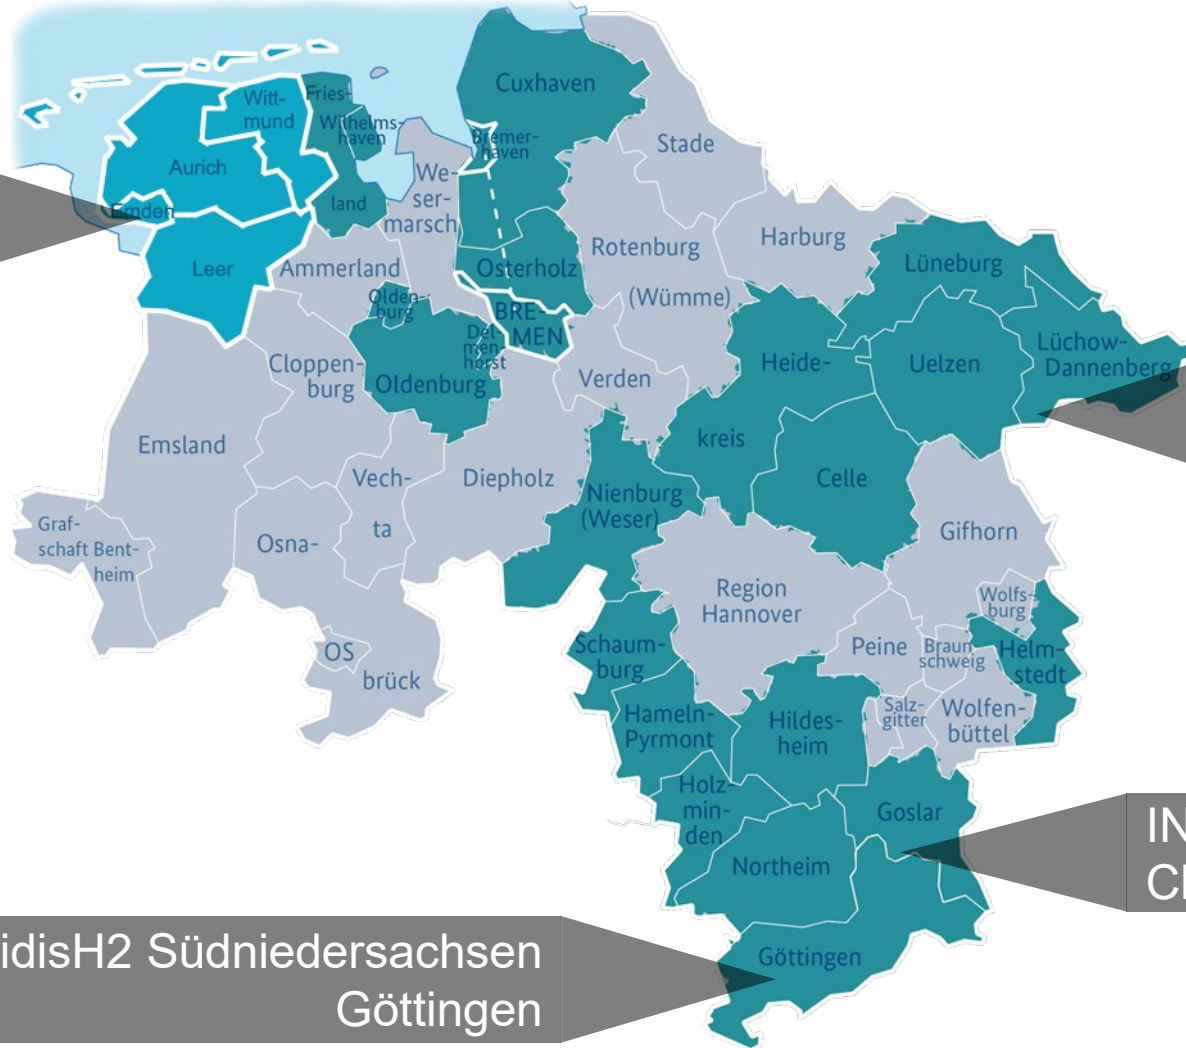 Cuxhaven
Witt-
mund
Fries-
Wilhelms-
haven
Bremer-
haven
Stade
Aurich
We-
ser-
marsch
land
Emden
Rotenburg
(Wümme)
Harburg
Lüneburg
Leer
Ammerland
Osterholz
Olden-
burg
BRE-
MEN
Del-
men-
horst
Cloppen-
burg
Oldenburg
Verden
Heide-
kreis
Uelzen
Lüchow-
Dannenberg
Emsland
Vech-
ta
Diepholz
Nienburg
(Weser)
Celle
Graf-
schaft Bent-
heim
Osna-
brück
OS
Gifhorn
Region
Hannover
Wolfs-
burg
Schaum-
burg
Peine
Braun
schweig
Helm-
stedt
Hameln-
Pyrmont
Hildes-
heim
Salz-
gitter
Wolfen-
büttel
Holz-
min-
den
Goslar
Northeim
IN
Göttingen
idisH2 Südniedersachsen
Göttingen